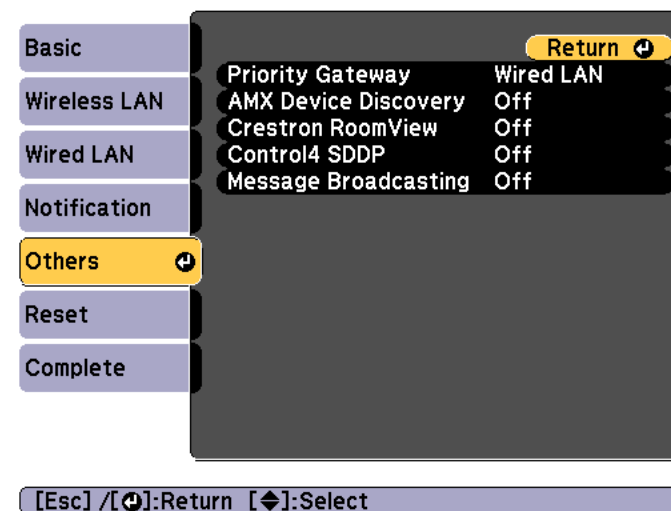 Basic
Wireless LAN
Wired LAN
Notification
Others
Reset
Complete
Return
Priority Gateway Wired LAN
AMX Device Discovery Off
Crestron RoomView Off
Control4 SDDP Off
Message Broadcasting Off
[Esc] /[ ]:Return [ ]:Select